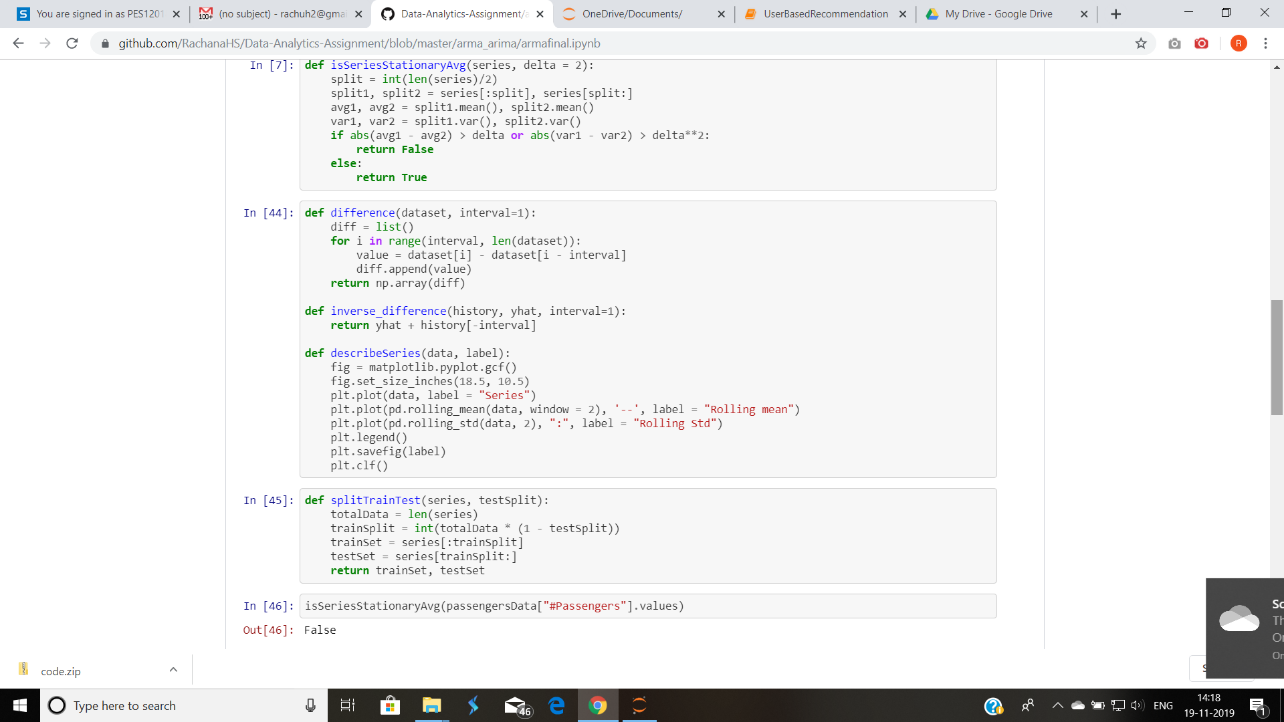 You are signed in as PES1201
(no subject) - rachuh2@gmai
Data-Analytics-Assignment/a
OneDrive/Documents/
UserBasedRecommendation
My Drive - Google Drive
github.com/RachanaHS/Data-Analytics-Assignment/blob/master/arma_arima/armafinal.ipynb
R
In [7]: def isSeriesStationaryAvg(series, delta = 2):
split = int(len(series)/2)
split1, split2 = series[:split], series[split:]
avg1, avg2 = split1.mean(), split2.mean()
var1, var2 = split1.var(), split2.var()
if abs(avg1 - avg2) > delta or abs(var1 - var2) > delta**2:
return False
else:
return True
In [44]: def difference(dataset, interval=1):
diff = list()
for i in range(interval, len(dataset)):
value = dataset[i] - dataset[i - interval]
diff.append(value)
return np.array(diff)
def inverse_difference(history, yhat, interval=1):
return yhat + history[-interval]
def describeSeries(data, label):
fig = matplotlib.pyplot.gcf()
fig.set_size_inches(18.5, 10.5)
plt.plot(data, label = "Series")
plt.plot(pd.rolling_mean(data, window = 2), '--', label = "Rolling mean")
plt.plot(pd.rolling_std(data, 2), ":", label = "Rolling Std")
plt.legend()
plt.savefig(label)
plt.clf()
In [45]: def splitTrainTest(series, testSplit):
totalData = len(series)
trainSplit = int(totalData * (1 - testSplit))
trainSet = series[:trainSplit]
testSet = series[trainSplit:]
return trainSet, testSet
In [46]: isSeriesStationaryAvg(passengersData["#Passengers"].values)
Out[46]: False
Sc
Th
On
code.zip
Type here to search
46
ENG
14:18
19-11-2019
1